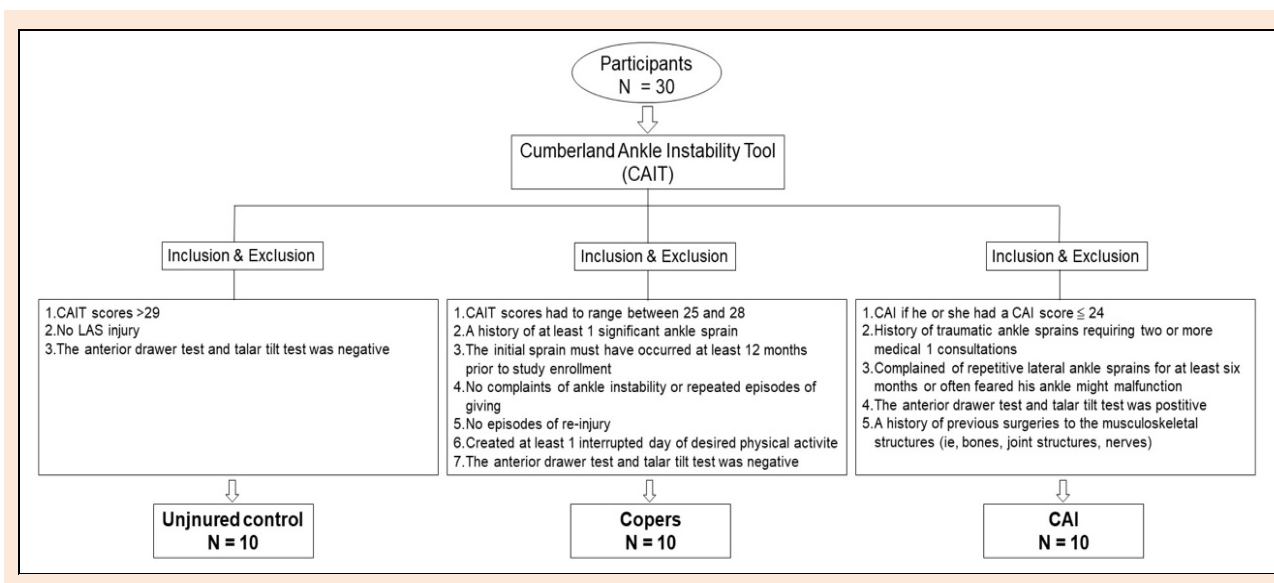 Participants
N = 30
Cumberland Ankle Instability Tool
(CAIT)
Inclusion & Exclusion
Inclusion & Exclusion
Inclusion & Exclusion
1.CAIT scores >29
2.No LAS injury
3.The anterior drawer test and talar tilt test was negative
1.CAIT scores had to range between 25 and 28
2.A history of at least 1 significant ankle sprain
3.The initial sprain must have occurred at least 12 months
prior to study enrollment
4.No complaints of ankle instability or repeated episodes of
giving
5.No episodes of re-injury
6.Created at least 1 interrupted day of desired physical activite
7.The anterior drawer test and talar tilt test was negative
1.CAI if he or she had a CAI score ≦ 24
2.History of traumatic ankle sprains requiring two or more
medical 1 consultations
3.Complained of repetitive lateral ankle sprains for at least six
months or often feared his ankle might malfunction
4.The anterior drawer test and talar tilt test was postitive
5.A history of previous surgeries to the musculoskeletal
structures (ie, bones, joint structures, nerves)
Unjnured control
N = 10
Copers
N = 10
CAI
N = 10